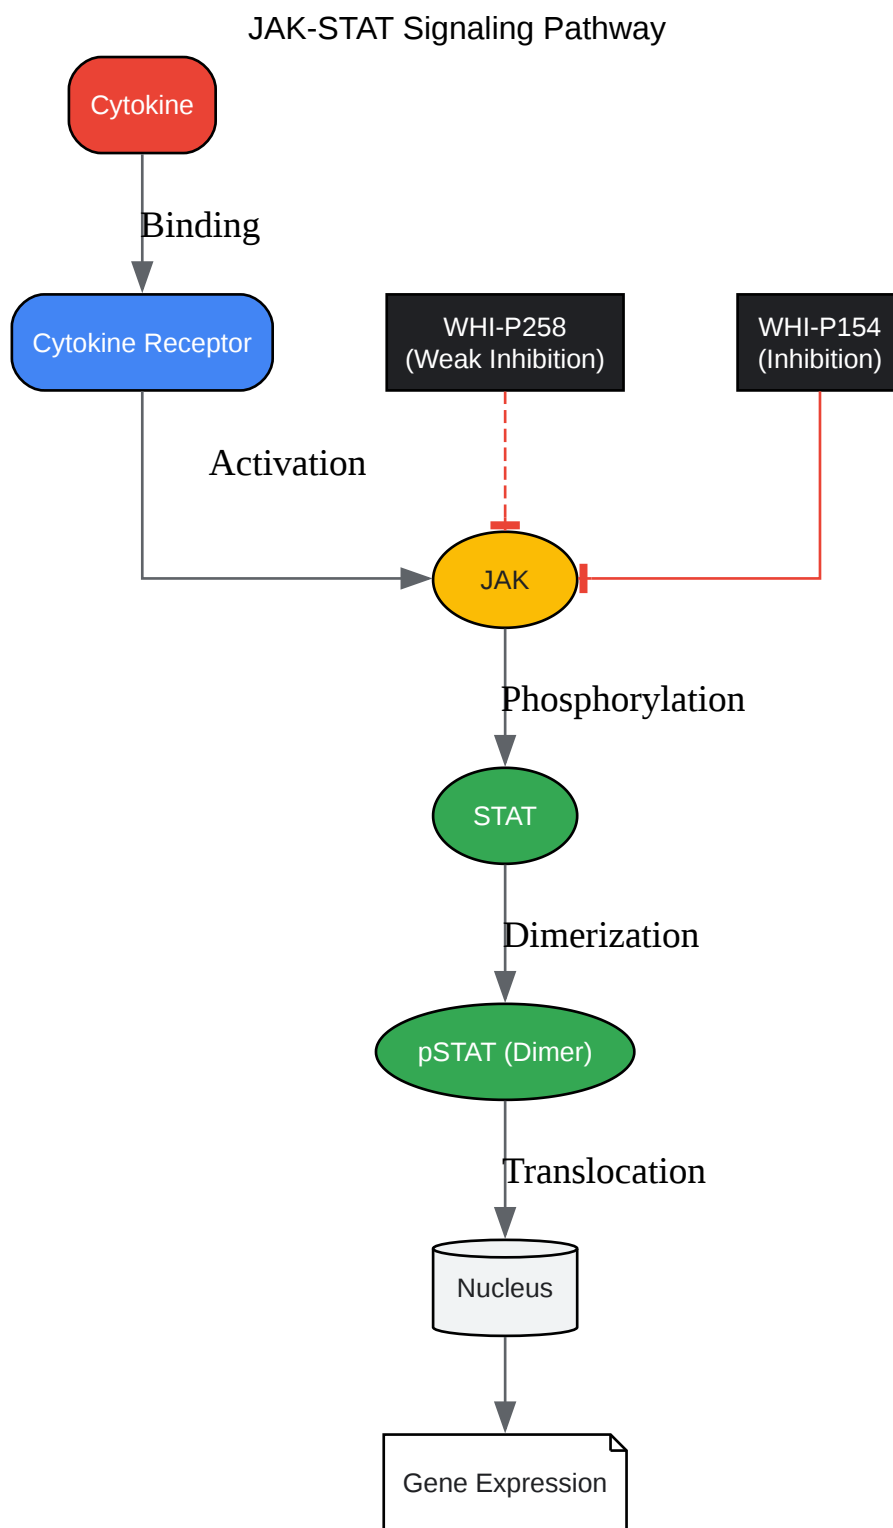 JAK-STAT Signaling Pathway
Cytokine
Binding
Cytokine Receptor
WHI-P258
(Weak Inhibition)
WHI-P154
(Inhibition)
Activation
JAK
Phosphorylation
STAT
Dimerization
pSTAT (Dimer)
Translocation
Nucleus
Gene Expression